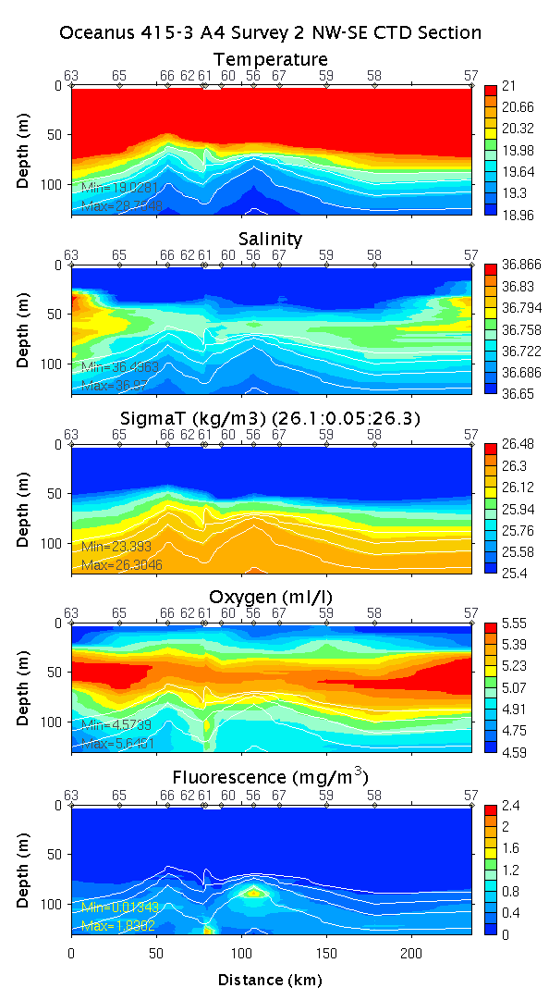 Oceanus 415-3 A4 Survey 2 NW-SE CTD Section
Temperature
63 65 66 62 61 60 56 67 59 58 57
0
50
100
Depth (m)
Min=19.0281
21
20.66
20.32
19.98
19.64
19.3
18.96
Salinity
63 65 66 62 61 60 56 67 59 58 57
0
50
100
Depth (m)
Min=36.4963
Max=36.87
36.866
36.83
36.794
36.758
36.722
36.686
36.65
SigmaT (kg/m3) (26.1:0.05:26.3)
63 65 66 62 61 60 56 67 59 58 57
0
50
100
Depth (m)
Min=23.393
Max=26.3046
26.48
26.3
26.12
25.94
25.76
25.58
25.4
Oxygen (ml/l)
63 65 66 62 61 60 56 67 59 58 57
0
50
100
Depth (m)
Min=4.5739
Max=5.6451
5.55
5.39
5.23
5.07
4.91
4.75
4.59
Fluorescence (mg/m3)
63 65 66 62 61 60 56 67 59 58 57
0
50
100
Depth (m)
Min=0.01343
Max=1.9302
2.4
2
1.6
1.2
0.8
0.4
0
0 50 100 150 200
Distance (km)